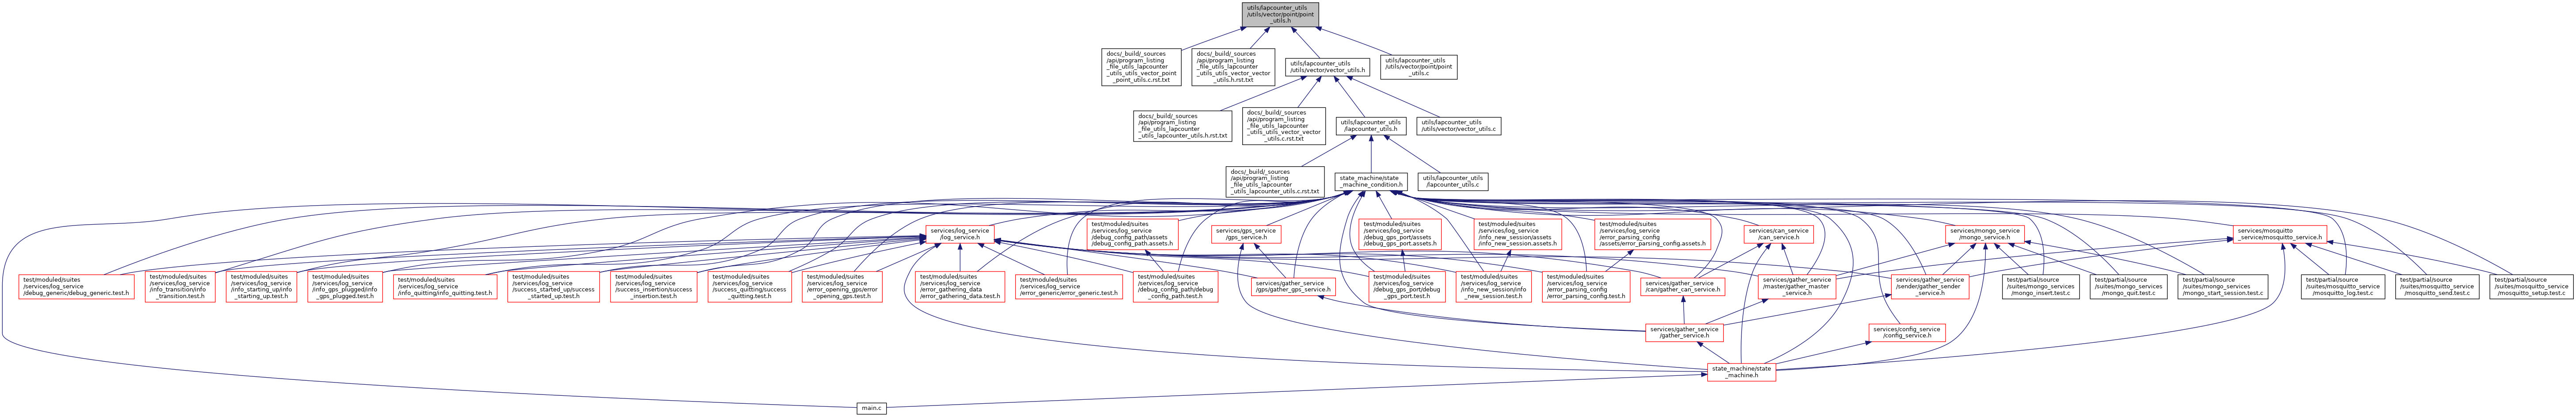 utils/lapcounter_utils
/utils/vector/point/point
_utils.h
docs/_build/_sources
/api/program_listing
_file_utils_lapcounter
_utils_utils_vector_point
_point_utils.c.rst.txt
docs/_build/_sources
/api/program_listing
_file_utils_lapcounter
_utils_utils_vector_vector
_utils.h.rst.txt
utils/lapcounter_utils
/utils/vector/vector_utils.h
utils/lapcounter_utils
/utils/vector/point/point
_utils.c
docs/_build/_sources
/api/program_listing
_file_utils_lapcounter
_utils_lapcounter_utils.h.rst.txt
docs/_build/_sources
/api/program_listing
_file_utils_lapcounter
_utils_utils_vector_vector
_utils.c.rst.txt
utils/lapcounter_utils
/lapcounter_utils.h
utils/lapcounter_utils
/utils/vector/vector_utils.c
docs/_build/_sources
/api/program_listing
_file_utils_lapcounter
_utils_lapcounter_utils.c.rst.txt
state_machine/state
_machine_condition.h
utils/lapcounter_utils
/lapcounter_utils.c
services/log_service
/log_service.h
test/moduled/suites
/services/log_service
/debug_config_path/assets
/debug_config_path.assets.h
services/gps_service
/gps_service.h
test/moduled/suites
/services/log_service
/debug_gps_port/assets
/debug_gps_port.assets.h
test/moduled/suites
/services/log_service
/info_new_session/assets
/info_new_session.assets.h
test/moduled/suites
/services/log_service
/error_parsing_config
/assets/error_parsing_config.assets.h
services/can_service
/can_service.h
services/mongo_service
/mongo_service.h
services/mosquitto
_service/mosquitto_service.h
test/moduled/suites
/services/log_service
/debug_generic/debug_generic.test.h
test/moduled/suites
/services/log_service
/info_transition/info
_transition.test.h
test/moduled/suites
/services/log_service
/info_starting_up/info
_starting_up.test.h
test/moduled/suites
/services/log_service
/info_gps_plugged/info
_gps_plugged.test.h
test/moduled/suites
/services/log_service
/info_quitting/info_quitting.test.h
test/moduled/suites
/services/log_service
/success_started_up/success
_started_up.test.h
test/moduled/suites
/services/log_service
/success_insertion/success
_insertion.test.h
test/moduled/suites
/services/log_service
/success_quitting/success
_quitting.test.h
test/moduled/suites
/services/log_service
/error_opening_gps/error
_opening_gps.test.h
test/moduled/suites
/services/log_service
/error_gathering_data
/error_gathering_data.test.h
test/moduled/suites
/services/log_service
/error_generic/error_generic.test.h
test/moduled/suites
/services/log_service
/debug_config_path/debug
_config_path.test.h
services/gather_service
/gps/gather_gps_service.h
test/moduled/suites
/services/log_service
/debug_gps_port/debug
_gps_port.test.h
test/moduled/suites
/services/log_service
/info_new_session/info
_new_session.test.h
test/moduled/suites
/services/log_service
/error_parsing_config
/error_parsing_config.test.h
services/gather_service
/can/gather_can_service.h
services/gather_service
/master/gather_master
_service.h
services/gather_service
/sender/gather_sender
_service.h
test/partial/source
/suites/mongo_services
/mongo_insert.test.c
test/partial/source
/suites/mongo_services
/mongo_quit.test.c
test/partial/source
/suites/mongo_services
/mongo_start_session.test.c
test/partial/source
/suites/mosquitto_service
/mosquitto_log.test.c
test/partial/source
/suites/mosquitto_service
/mosquitto_send.test.c
test/partial/source
/suites/mosquitto_service
/mosquitto_setup.test.c
services/gather_service
/gather_service.h
services/config_service
/config_service.h
state_machine/state
_machine.h
main.c